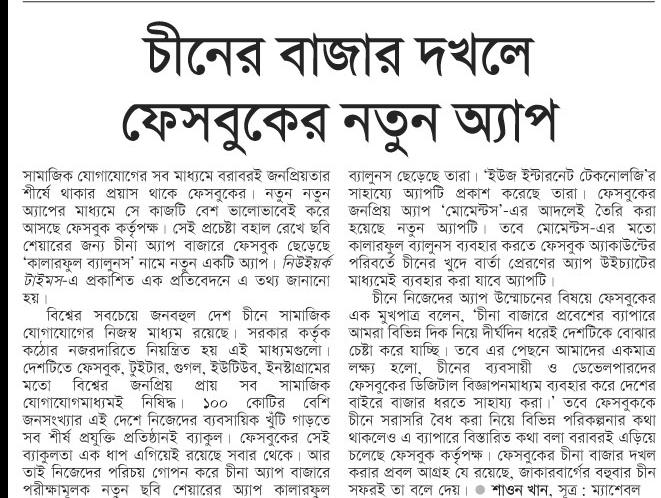 চীনের বাজার দখলে
ফেসবুকের নতুন অ্যাপ
সামাজিক যোগাযোগের সব মাধ্যমে বরাবরই জনপ্রিয়তার
শীর্ষে থাকার প্রয়াস থাকে ফেসবুকের। নতুন নতুন
অ্যাপের মাধ্যমে সে কাজটি বেশ ভালোভাবেই করে
আসছে ফেসবুক কর্তৃপক্ষ। সেই প্রচেষ্টা বহাল রেখে ছবি
শেয়ারের জন্য চীনা অ্যাপ বাজারে ফেসবুক ছেড়েছে
‘কালারফুল ব্যালুনস’ নামে নতুন একটি অ্যাপ। নিউইয়র্ক
টাইমস-এ প্রকাশিত এক প্রতিবেদনে এ তথ্য জানানো
হয়।
বিশ্বের সবচেয়ে জনবহুল দেশ চীনে সামাজিক
যোগাযোগের নিজস্ব মাধ্যম রয়েছে। সরকার কর্তৃক
কঠোর নজরদারিতে নিয়ন্ত্রিত হয় এই মাধ্যমগুলো।
দেশটিতে ফেসবুক, টুইটার, গুগল, ইউটিউব, ইনস্টাগ্রামের
মতো বিশ্বের জনপ্রিয় প্রায় সব সামাজিক
যোগাযোগমাধ্যমই নিষিদ্ধ। ১০০ কোটির বেশি
জনসংখ্যার এই দেশে নিজেদের ব্যবসায়িক খুঁটি গাড়তে
সব শীর্ষ প্রযুক্তি প্রতিষ্ঠানই ব্যাকুল। ফেসবুকের সেই
ব্যাকুলতা এক ধাপ এগিয়েই রয়েছে সবার থেকে। আর
তাই নিজেদের পরিচয় গোপন করে চীনা অ্যাপ বাজারে
পরীক্ষামূলক নতুন ছবি শেয়ারের অ্যাপ কালারফুল
ব্যালুনস ছেড়েছে তারা। ‘ইউজ ইন্টারনেট টেকনোলজি’র
সাহায্যে অ্যাপটি প্রকাশ করেছে তারা। ফেসবুকের
জনপ্রিয় অ্যাপ ‘মোমেন্টস’-এর আদলেই তৈরি করা
হয়েছে নতুন অ্যাপটি। তবে মোমেন্টস-এর মতো
কালারফুল ব্যালুনস ব্যবহার করতে ফেসবুক অ্যাকাউন্টের
পরিবর্তে চীনের খুদে বার্তা প্রেরণের অ্যাপ উইচ্যাটের
মাধ্যমেই ব্যবহার করা যাবে অ্যাপটি।
চীনে নিজেদের অ্যাপ উন্মোচনের বিষয়ে ফেসবুকের
এক মুখপাত্র বলেন, ‘চীনা বাজারে প্রবেশের ব্যাপারে
আমরা বিভিন্ন দিক নিয়ে দীর্ঘদিন ধরেই দেশটিকে বোঝার
চেষ্টা করে যাচ্ছি। তবে এর পেছনে আমাদের একমাত্র
লক্ষ্য হলো, চীনের ব্যবসায়ী ও ডেভেলপারদের
ফেসবুকের ডিজিটাল বিজ্ঞাপনমাধ্যম ব্যবহার করে দেশের
বাইরে বাজার ধরতে সাহায্য করা।’ তবে ফেসবুককে
চীনে সরাসরি বৈধ করা নিয়ে বিভিন্ন পরিকল্পনার কথা
থাকলেও এ ব্যাপারে বিস্তারিত কথা বলা বরাবরই এড়িয়ে
চলেছে ফেসবুক কর্তৃপক্ষ। ফেসবুকের চীনা বাজার দখল
করার প্রবল আগ্রহ যে রয়েছে, জাকারবার্গের বহুবার চীন
সফরই তা বলে দেয়। ● শাওন খান, সূত্র : ম্যাশেবল